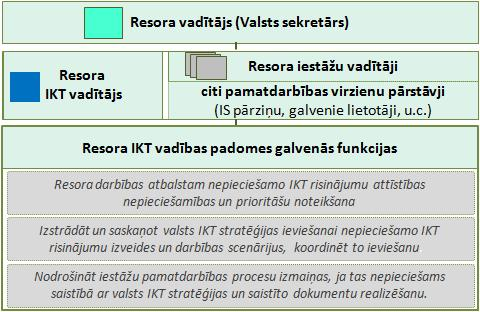 Resora vadītājs (Valsts sekretārs)
Resora
IKT vadītājs
Resora iestāžu vadītāji
citi pamatdarbības virzienu pārstāvji
(IS pārziņu, galvenie lietotāji, u.c.)
Resora IKT vadības padomes galvenās funkcijas
Resora darbības atbalstam nepieciešamo IKT risinājumu attīstības
nepieciešamības un prioritāšu noteikšana
Izstrādāt un saskaņot valsts IKT stratēģijas ieviešanai nepieciešamo IKT
risinājumu izveides un darbības scenārijus, koordinēt to ieviešanu.
Nodrošināt iestāžu pamatdarbības procesu izmaiņas, ja tas nepieciešams
saistībā ar valsts IKT stratēģijas un saistīto dokumentu realizēšanu.